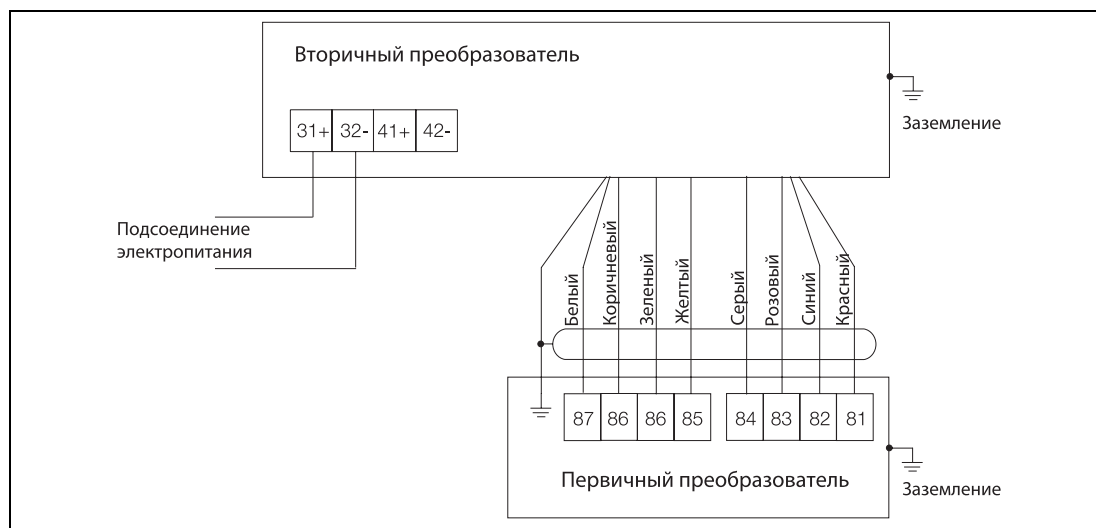 Вторичный преобразователь
31+ 32- 41+ 42-
Заземление
Подсоединение
электропитания
Белый
Коричневый
Зеленый
Желтый
Серый
Розовый
Синий
Красный
87 86 86 85 84 83 82 81
Первичный преобразователь
Заземление